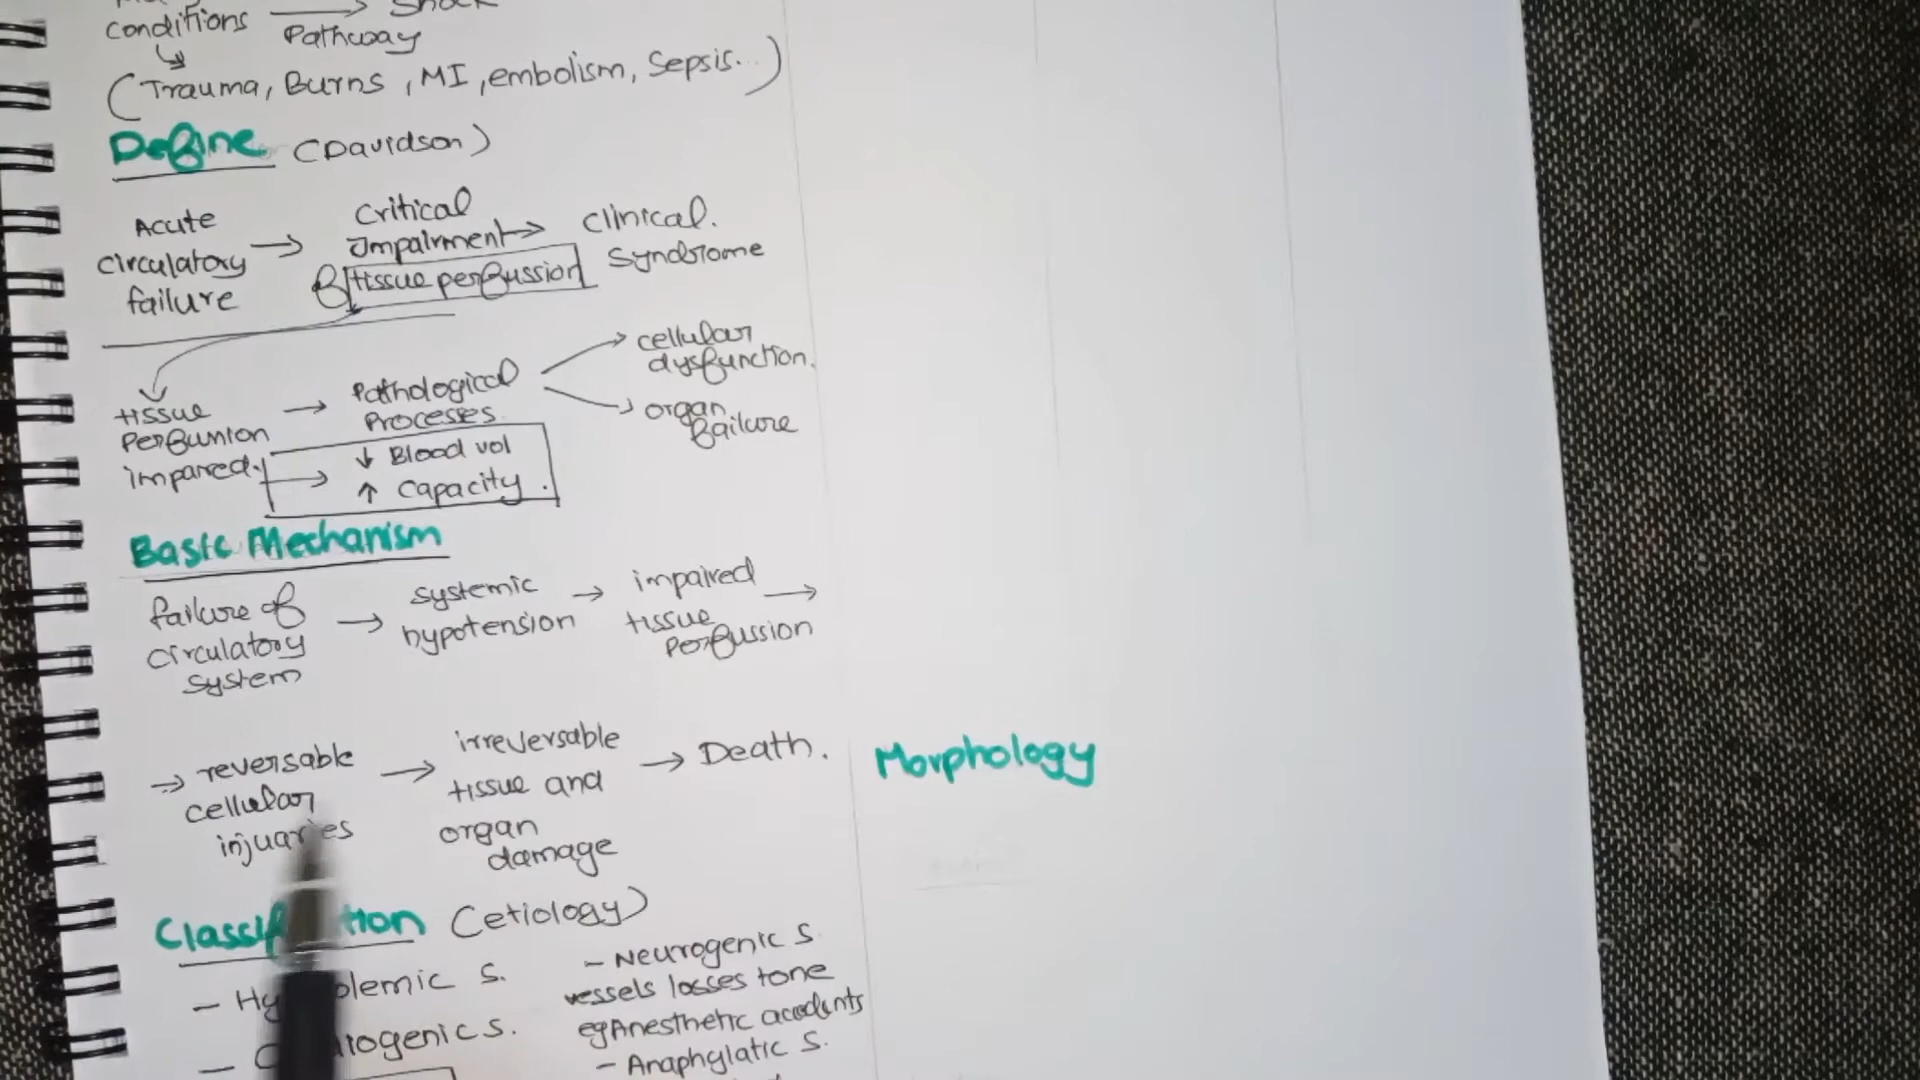 conditions → Shock
Pathway
(Trauma, Burns, MI, embolism, Sepsis..)
Define (Davidson)
Acute circulatory failure → Critical Impairment of tissue perfussion → Clinical. Syndrome
tissue perfusion impaired → Pathological Processes
cellular dysfunction.
organ failure
→ ↓ Blood vol
↑ Capacity.
Basic Mechanism
failure of circulatory system → systemic hypotension → impaired tissue perfussion →
→ reversable cellular injuaries → irreversable tissue and organ damage → Death.
Morphology
(etiology)
- Neurogenic S.
vessels losses tone
eg Anesthetic accedents
- Anaphylatic S.